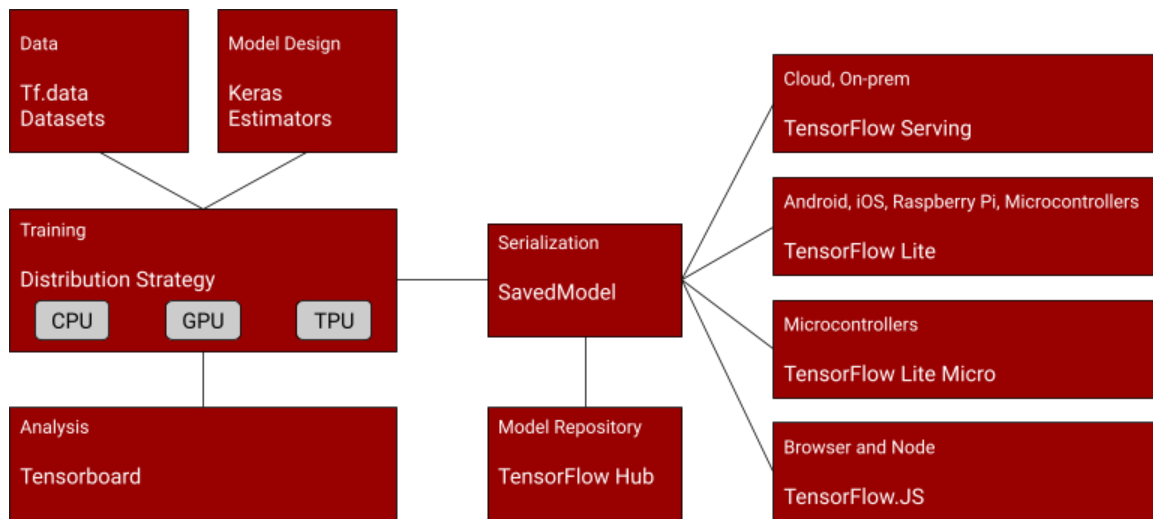 Data
Tf.data
Datasets
Model Design
Keras
Estimators
Training
Distribution Strategy
CPU
GPU
TPU
Analysis
Tensorboard
Serialization
SavedModel
Model Repository
TensorFlow Hub
Cloud, On-prem
TensorFlow Serving
Android, iOS, Raspberry Pi, Microcontrollers
TensorFlow Lite
Microcontrollers
TensorFlow Lite Micro
Browser and Node
TensorFlow.JS